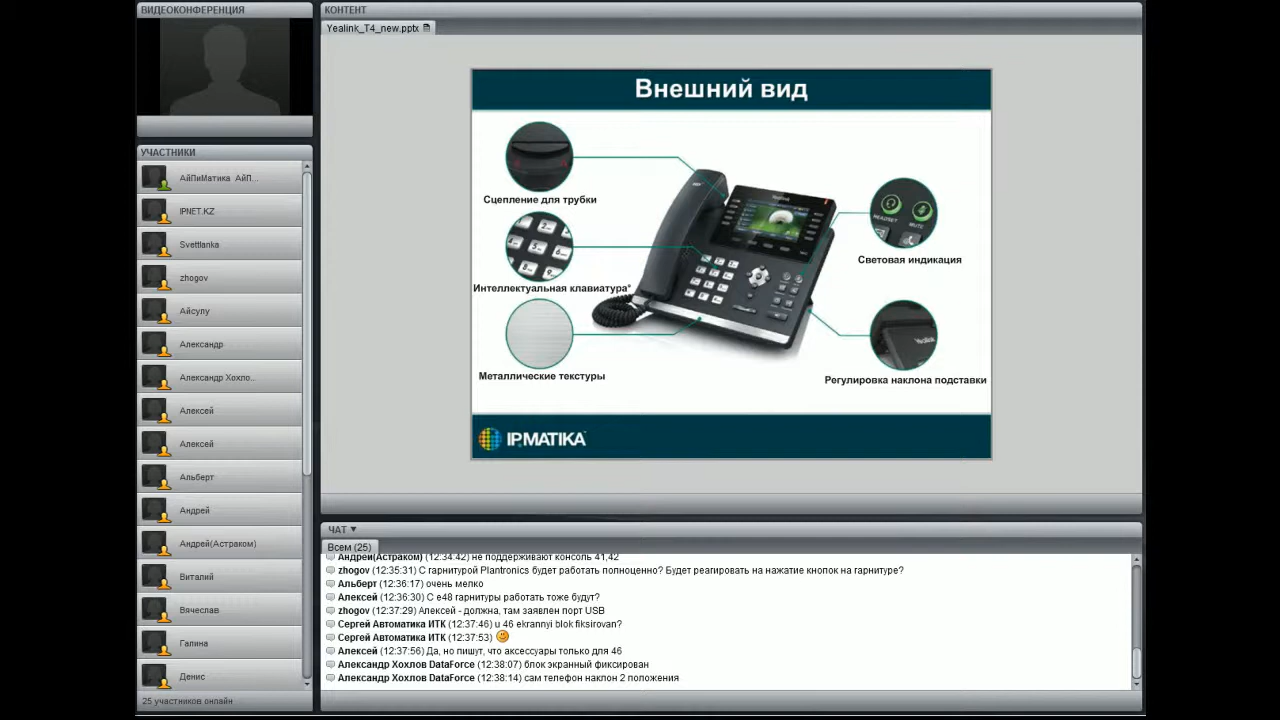 ВИДЕОКОНФЕРЕНЦИЯ
УЧАСТНИКИ
АйПиМатика АйП...
IPNET.KZ
Svettlanka
zhogov
Айсулу
Александр
Александр Хохло...
Алексей
Алексей
Альберт
Андрей
Андрей(Астраком)
Виталий
Вячеслав
Галина
Денис
25 участников онлайн
КОНТЕНТ
Yealink_T4_new.pptx
Внешний вид
Сцепление для трубки
Интеллектуальная клавиатура*
Металлические текстуры
HEADSET
MUTE
Световая индикация
Yealink
Регулировка наклона подставки
IPMATIKA
ЧАТ
Всем (25)
Андрей(Астраком) (12:34:42) не поддерживают консоль 41,42
zhogov (12:35:31) С гарнитурой Plantronics будет работать полноценно? Будет реагировать на нажатие кнопок на гарнитуре?
Альберт (12:36:17) очень мелко
Алексей (12:36:30) С е48 гарнитуры работать тоже будут?
zhogov (12:37:29) Алексей - должна, там заявлен порт USB
Сергей Автоматика ИТК (12:37:46) u 46 ekrannyi blok fiksirovan?
Сергей Автоматика ИТК (12:37:53)
Алексей (12:37:56) Да, но пишут, что аксессуары только для 46
Александр Хохлов DataForce (12:38:07) блок экранный фиксирован
Александр Хохлов DataForce (12:38:14) сам телефон наклон 2 положения